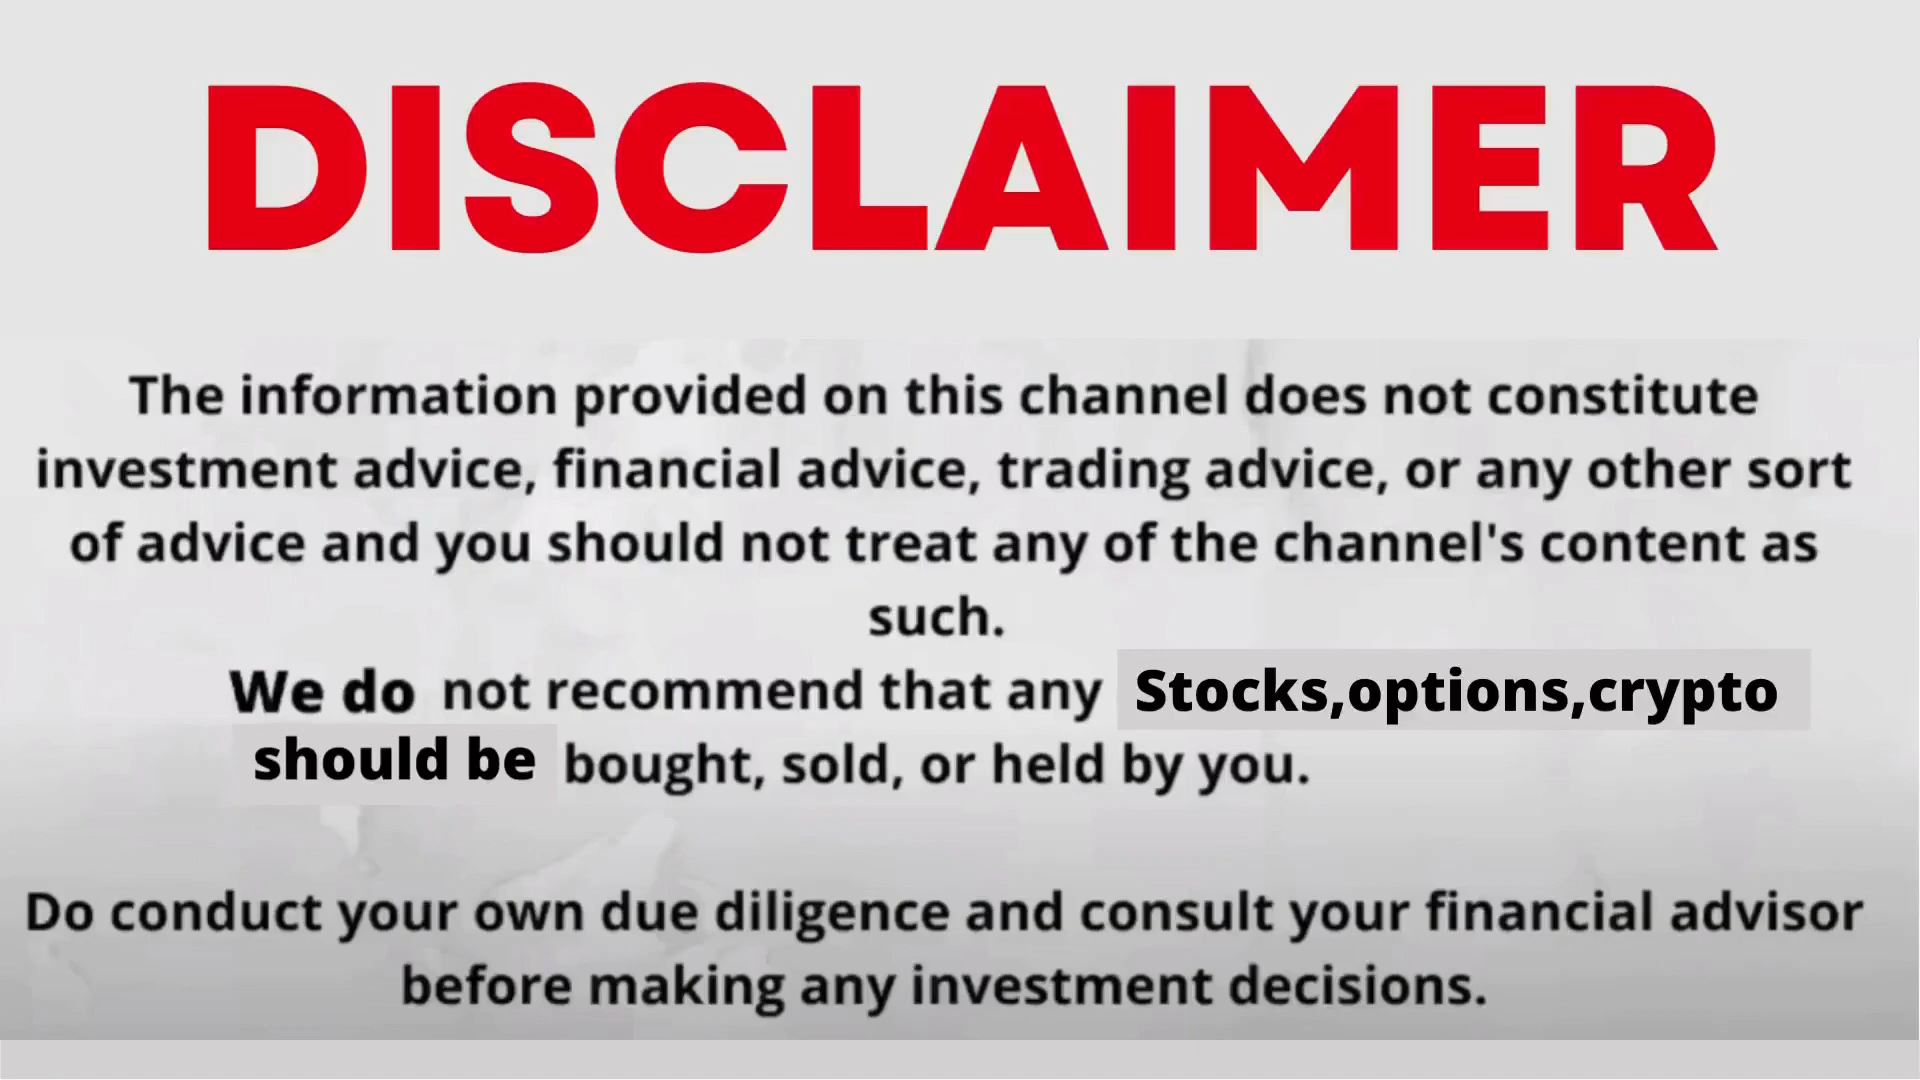 DISCLAIMER
The information provided on this channel does not constitute
investment advice, financial advice, trading advice, or any other sort
of advice and you should not treat any of the channel's content as
such.
We do not recommend that any Stocks,options,crypto
should be bought, sold, or held by you.
Do conduct your own due diligence and consult your financial advisor
before making any investment decisions.